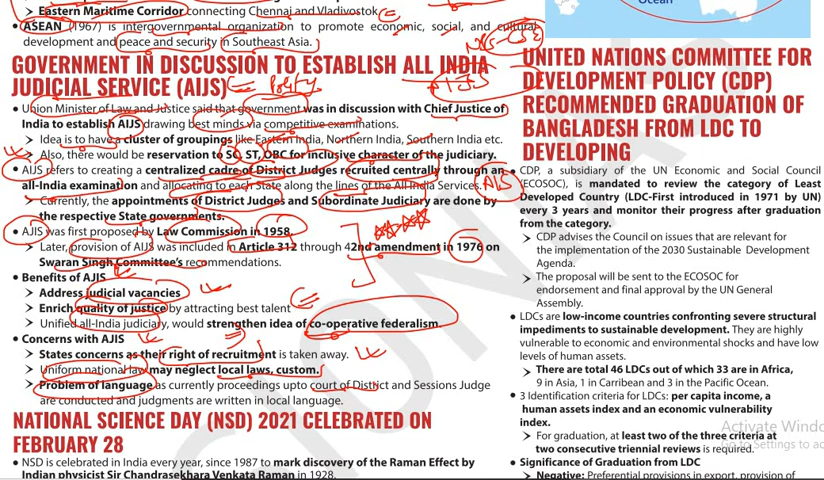 ➤ Eastern Maritime Corridor connecting Chennai and Vladivostok.
• ASEAN (1967) is intergovernmental organization to promote economic, social, and cultural
development and peace and security in Southeast Asia.
GOVERNMENT IN DISCUSSION TO ESTABLISH ALL INDIA
JUDICIAL SERVICE (AIJS)
Polity
AIJS
• Union Minister of Law and Justice said that government was in discussion with Chief Justice of
India to establish AIJS drawing best minds via competitive examinations.
➤ Idea is to have a cluster of groupings like Eastern India, Northern India, Southern India etc.
➤ Also, there would be reservation to SC, ST, OBC for inclusive character of the judiciary.
• AIJS refers to creating a centralized cadre of District Judges recruited centrally through an
all-India examination and allocating to each State along the lines of the All India Services.
AIS
➤ Currently, the appointments of District Judges and Subordinate Judiciary are done by
the respective State governments.
• AIJS was first proposed by Law Commission in 1958.
➤ Later, provision of AIJS was included in Article 312 through 42nd amendment in 1976 on
Swaran Singh Committee's recommendations.
• Benefits of AIJS
➤ Address judicial vacancies
➤ Enrich quality of justice by attracting best talent
➤ Unified all-India judiciary, would strengthen idea of co-operative federalism.
• Concerns with AIJS
➤ States concerns as their right of recruitment is taken away.
➤ Uniform national law may neglect local laws, custom.
➤ Problem of language as currently proceedings upto court of District and Sessions Judge
are conducted and judgments are written in local language.
NATIONAL SCIENCE DAY (NSD) 2021 CELEBRATED ON
FEBRUARY 28
• NSD is celebrated in India every year, since 1987 to mark discovery of the Raman Effect by
Indian physicist Sir Chandrasekhara Venkata Raman in 1928.
Ocean
UNITED NATIONS COMMITTEE FOR
DEVELOPMENT POLICY (CDP)
RECOMMENDED GRADUATION OF
BANGLADESH FROM LDC TO
DEVELOPING
• CDP, a subsidiary of the UN Economic and Social Council
(ECOSOC), is mandated to review the category of Least
Developed Country (LDC-First introduced in 1971 by UN)
every 3 years and monitor their progress after graduation
from the category.
➤ CDP advises the Council on issues that are relevant for
the implementation of the 2030 Sustainable Development
Agenda.
➤ The proposal will be sent to the ECOSOC for
endorsement and final approval by the UN General
Assembly.
• LDCs are low-income countries confronting severe structural
impediments to sustainable development. They are highly
vulnerable to economic and environmental shocks and have low
levels of human assets.
➤ There are total 46 LDCs out of which 33 are in Africa,
9 in Asia, 1 in Carribean and 3 in the Pacific Ocean.
• 3 Identification criteria for LDCs: per capita income, a
human assets index and an economic vulnerability
index.
➤ For graduation, at least two of the three criteria at
two consecutive triennial reviews is required.
• Significance of Graduation from LDC
➤ Negative: Preferential provisions in export, provision of
Activate Windo
Go to Settings to ac